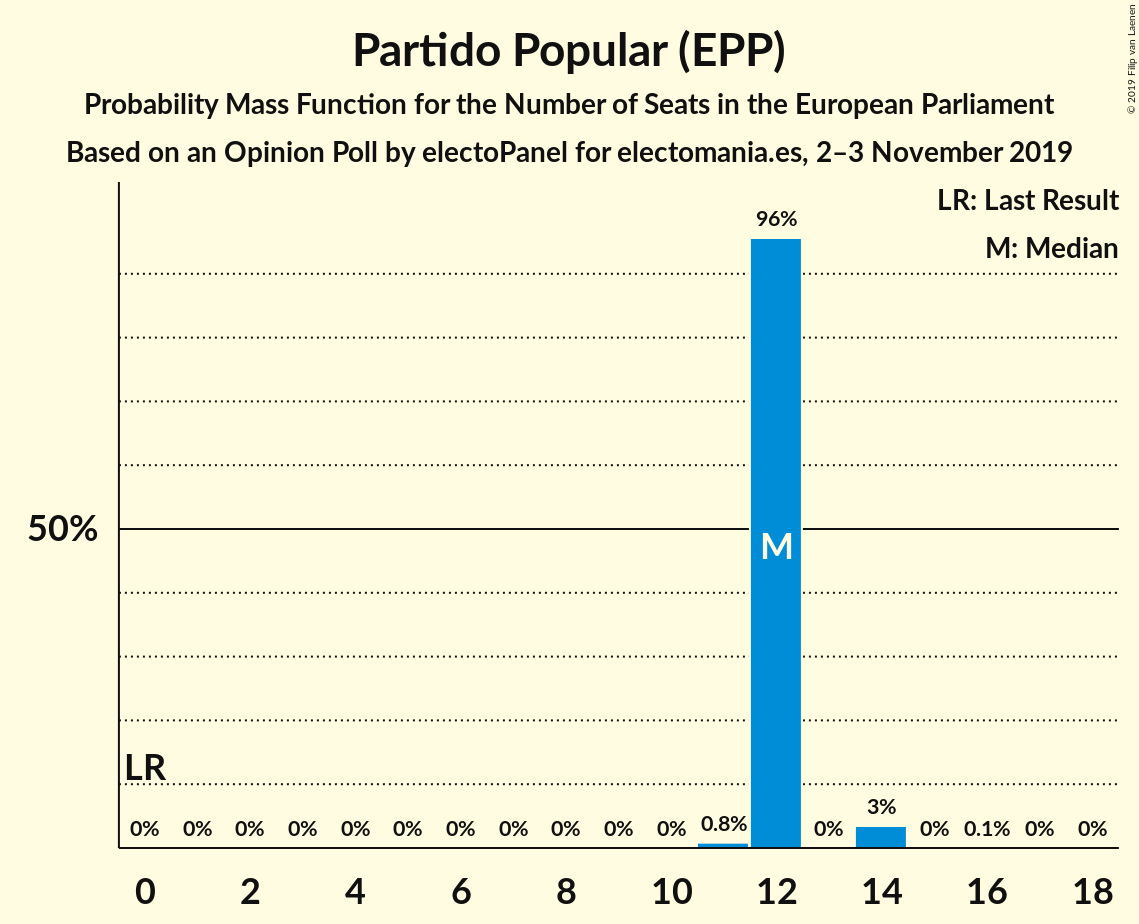 Partido Popular (EPP)
Probability Mass Function for the Number of Seats in the European Parliament
Based on an Opinion Poll by electoPanel for electomania.es, 2–3 November 2019
© 2019 Filip van Laenen
LR: Last Result
M: Median
96%
50%
M
LR
0% 0% 0% 0% 0% 0% 0% 0% 0% 0% 0% 0.8% 0% 3% 0% 0.1% 0% 0%
0 2 4 6 8 10 12 14 16 18